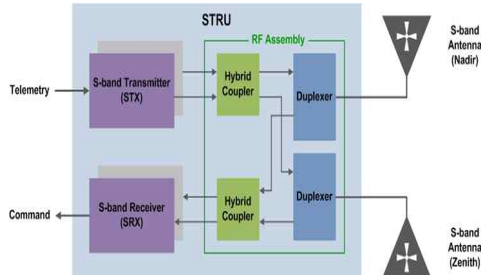 STRU
RF Assembly
S-band
Antenna
(Nadir)
S-band Transmitter
(STX)
Hybrid
Coupler
Duplexer
Telemetry
S-band Receiver
(SRX)
Hybrid
Coupler
Duplexer
Command
S-band
Antenna
(Zenith)